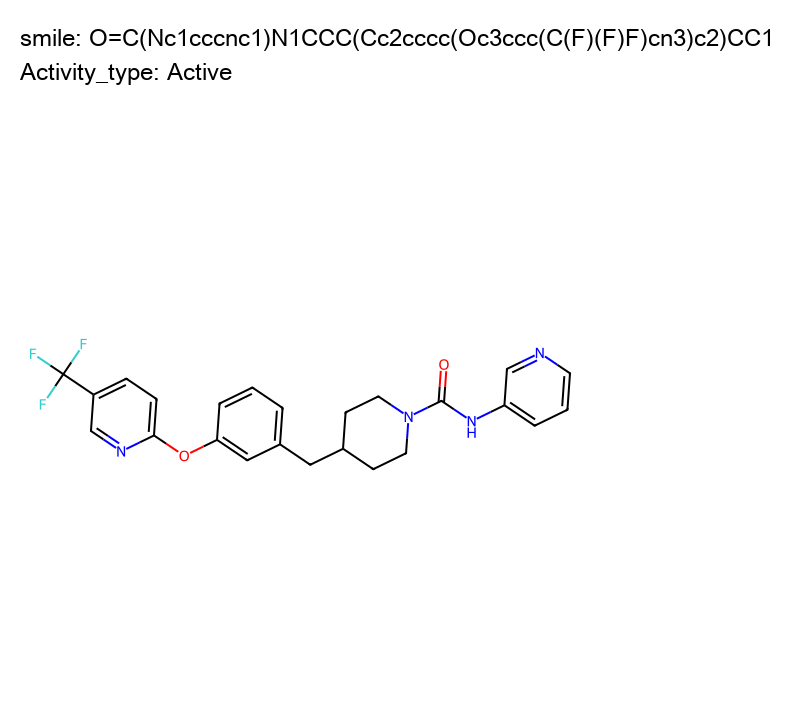 smile: O=C(Nc1cccnc1)N1CCC(Cc2cccc(Oc3ccc(C(F)(F)F)cn3)c2)CC1
Activity_type: Active
F
F
F
N
O
N
O
N
H
N